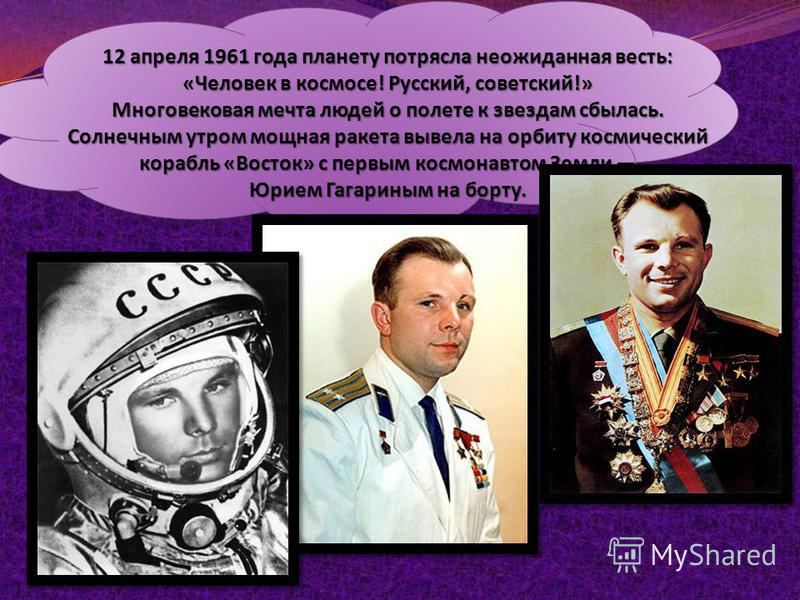 12 апреля 1961 года планету потрясла неожиданная весть:
«Человек в космосе! Русский, советский!»
Многовековая мечта людей о полете к звездам сбылась.
Солнечным утром мощная ракета вывела на орбиту космический
корабль «Восток» с первым космонавтом Земли —
Юрием Гагариным на борту.
СССР
MyShared